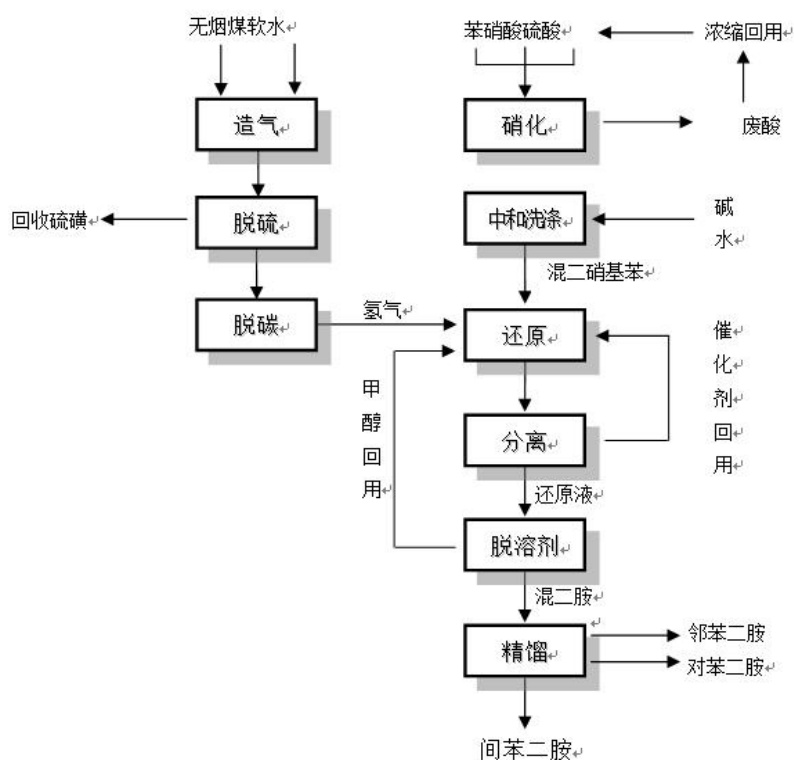 无烟煤软水
苯硝酸硫酸
浓缩回用
造气
硝化
废酸
回收硫磺
脱硫
中和洗涤
碱
水
混二硝基苯
脱碳
氢气
还原
催
化
剂
回
用
甲
醇
回
用
分离
还原液
脱溶剂
混二胺
精馏
邻苯二胺
对苯二胺
间苯二胺